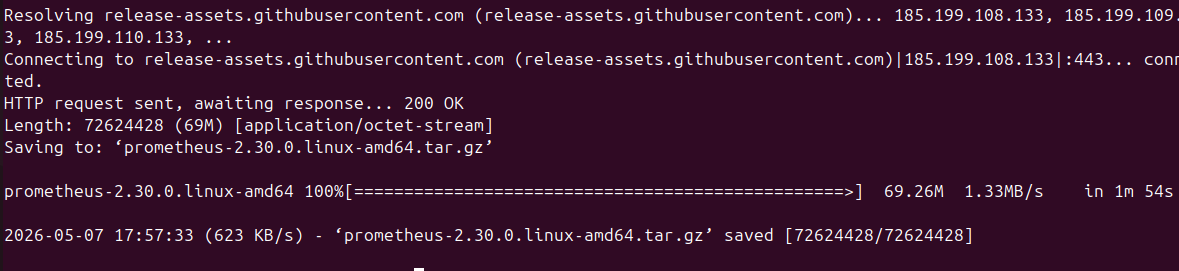 Resolving release-assets.githubusercontent.com (release-assets.githubusercontent.com)... 185.199.108.133, 185.199.109.
3, 185.199.110.133, ...
Connecting to release-assets.githubusercontent.com (release-assets.githubusercontent.com)|185.199.108.133|:443... conn
ted.
HTTP request sent, awaiting response... 200 OK
Length: 72624428 (69M) [application/octet-stream]
Saving to: ‘prometheus-2.30.0.linux-amd64.tar.gz’
prometheus-2.30.0.linux-amd64 100%[=================================================>] 69.26M 1.33MB/s in 1m 54s
2026-05-07 17:57:33 (623 KB/s) - ‘prometheus-2.30.0.linux-amd64.tar.gz’ saved [72624428/72624428]